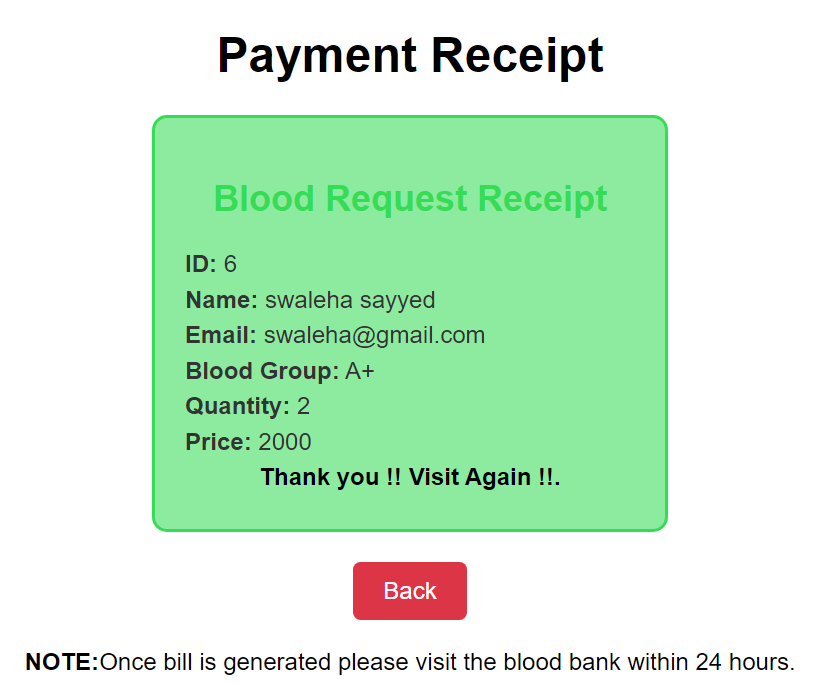 Payment Receipt
Blood Request Receipt
ID: 6
Name: swaleha sayyed
Email: swaleha@gmail.com
Blood Group: A+
Quantity: 2
Price: 2000
Thank you !! Visit Again !!.
Back
NOTE:Once bill is generated please visit the blood bank within 24 hours.